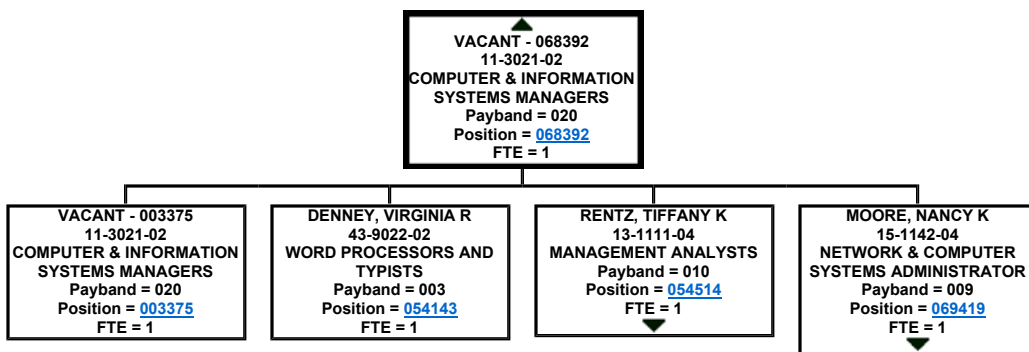 VACANT - 068392
11-3021-02
COMPUTER & INFORMATION
SYSTEMS MANAGERS
Payband = 020
Position = 068392
FTE = 1
VACANT - 003375
11-3021-02
COMPUTER & INFORMATION
SYSTEMS MANAGERS
Payband = 020
Position = 003375
FTE = 1
DENNEY, VIRGINIA R
43-9022-02
WORD PROCESSORS AND
TYPISTS
Payband = 003
Position = 054143
FTE = 1
RENTZ, TIFFANY K
13-1111-04
MANAGEMENT ANALYSTS
Payband = 010
Position = 054514
FTE = 1
MOORE, NANCY K
15-1142-04
NETWORK & COMPUTER
SYSTEMS ADMINISTRATOR
Payband = 009
Position = 069419
FTE = 1